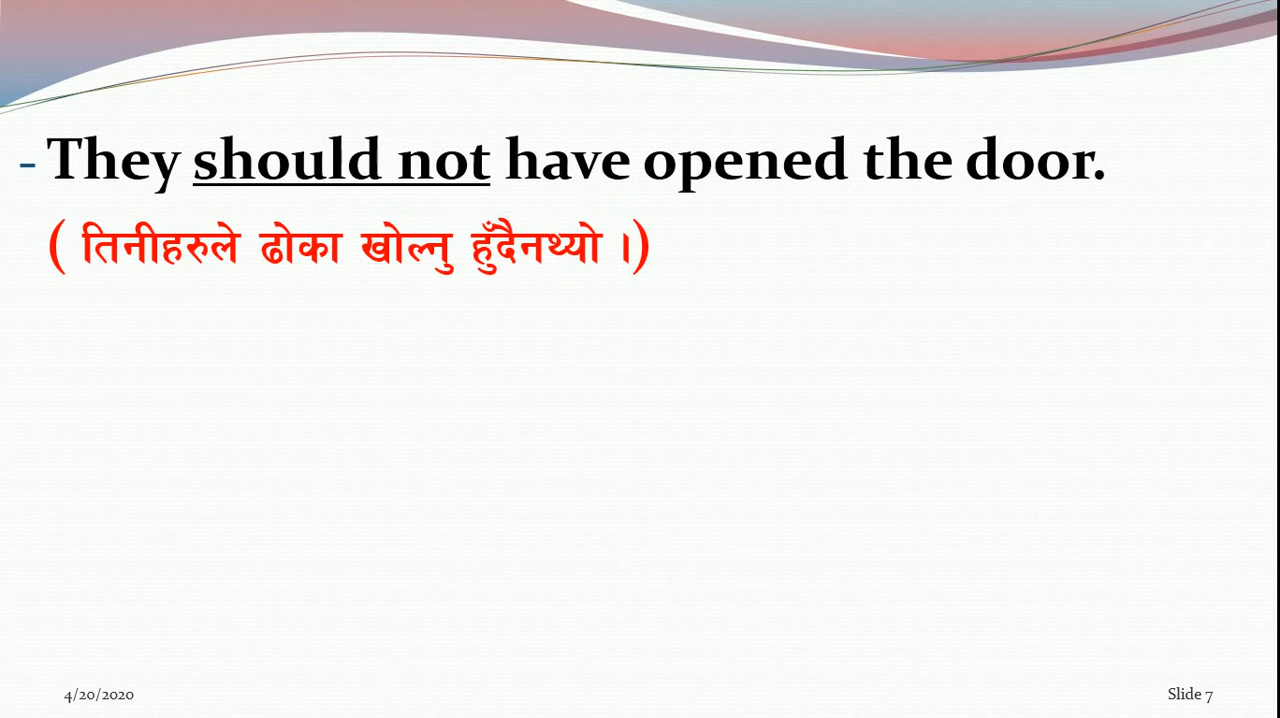 - They should not have opened the door.
( तिनीहरुले ढोका खोल्नु हुँदैनथ्यो ।)
4/20/2020
Slide 7